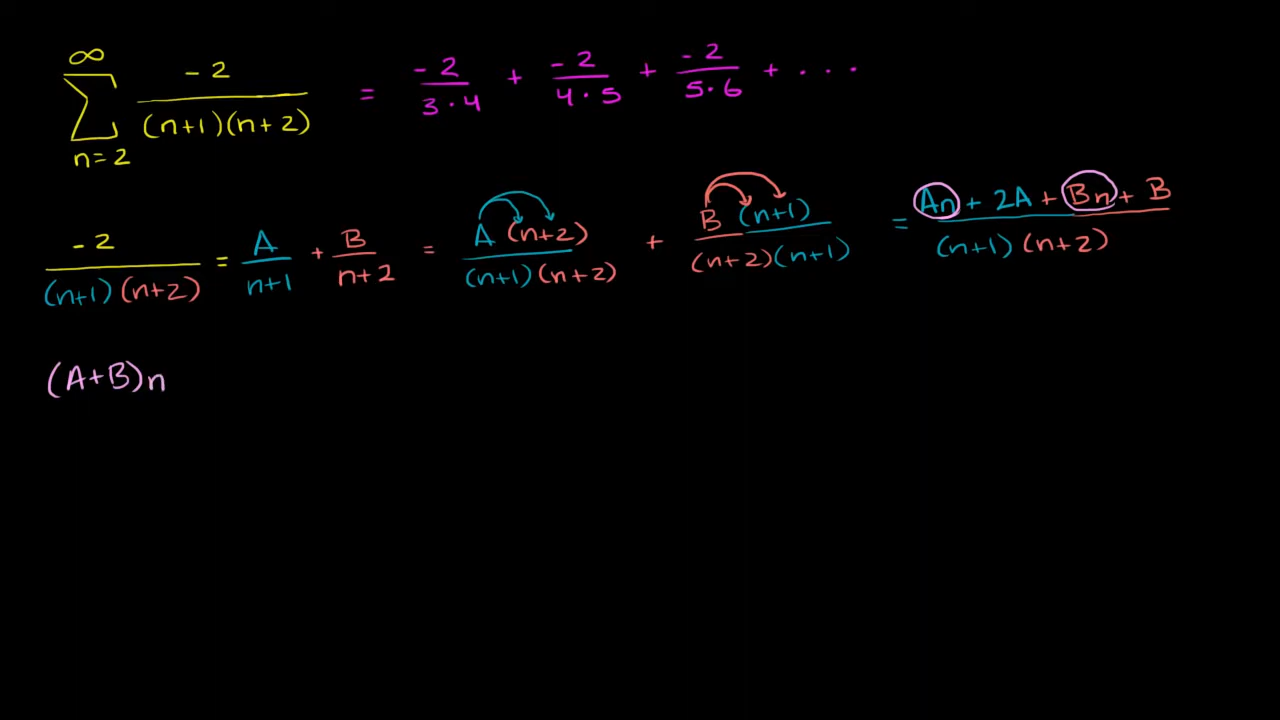 ∑_{n=2}^{∞} -2/((n+1)(n+2)) = -2/(3·4) + -2/(4·5) + -2/(5·6) + ...
-2/((n+1)(n+2)) = A/(n+1) + B/(n+2) = A(n+2)/((n+1)(n+2)) + B(n+1)/((n+2)(n+1)) = (An + 2A + Bn + B)/((n+1)(n+2))
(A+B)n